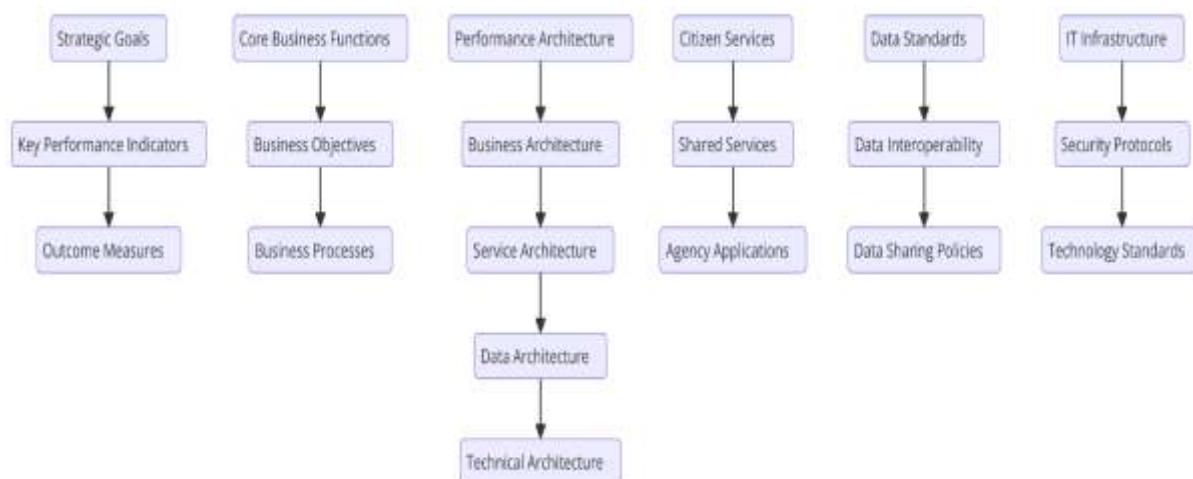 Strategic Goals
Core Business Functions
Performance Architecture
Citizen Services
Data Standards
IT Infrastructure
Key Performance Indicators
Business Objectives
Business Architecture
Shared Services
Data Interoperability
Security Protocols
Outcome Measures
Business Processes
Service Architecture
Agency Applications
Data Sharing Policies
Technology Standards
Data Architecture
Technical Architecture